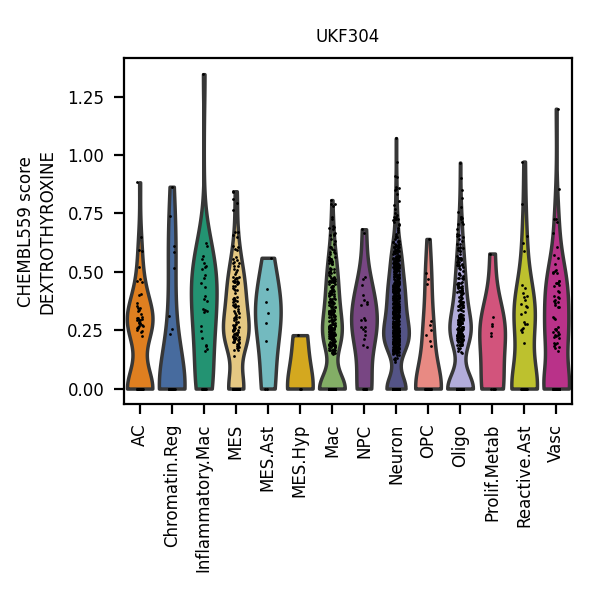 UKF304
CHEMBL559 score
DEXTROTHYROXINE
1.25
1.00
0.75
0.50
0.25
0.00
AC
Chromatin.Reg
Inflammatory.Mac
MES
MES.Ast
MES.Hyp
Mac
NPC
Neuron
OPC
Oligo
Prolif.Metab
Reactive.Ast
Vasc